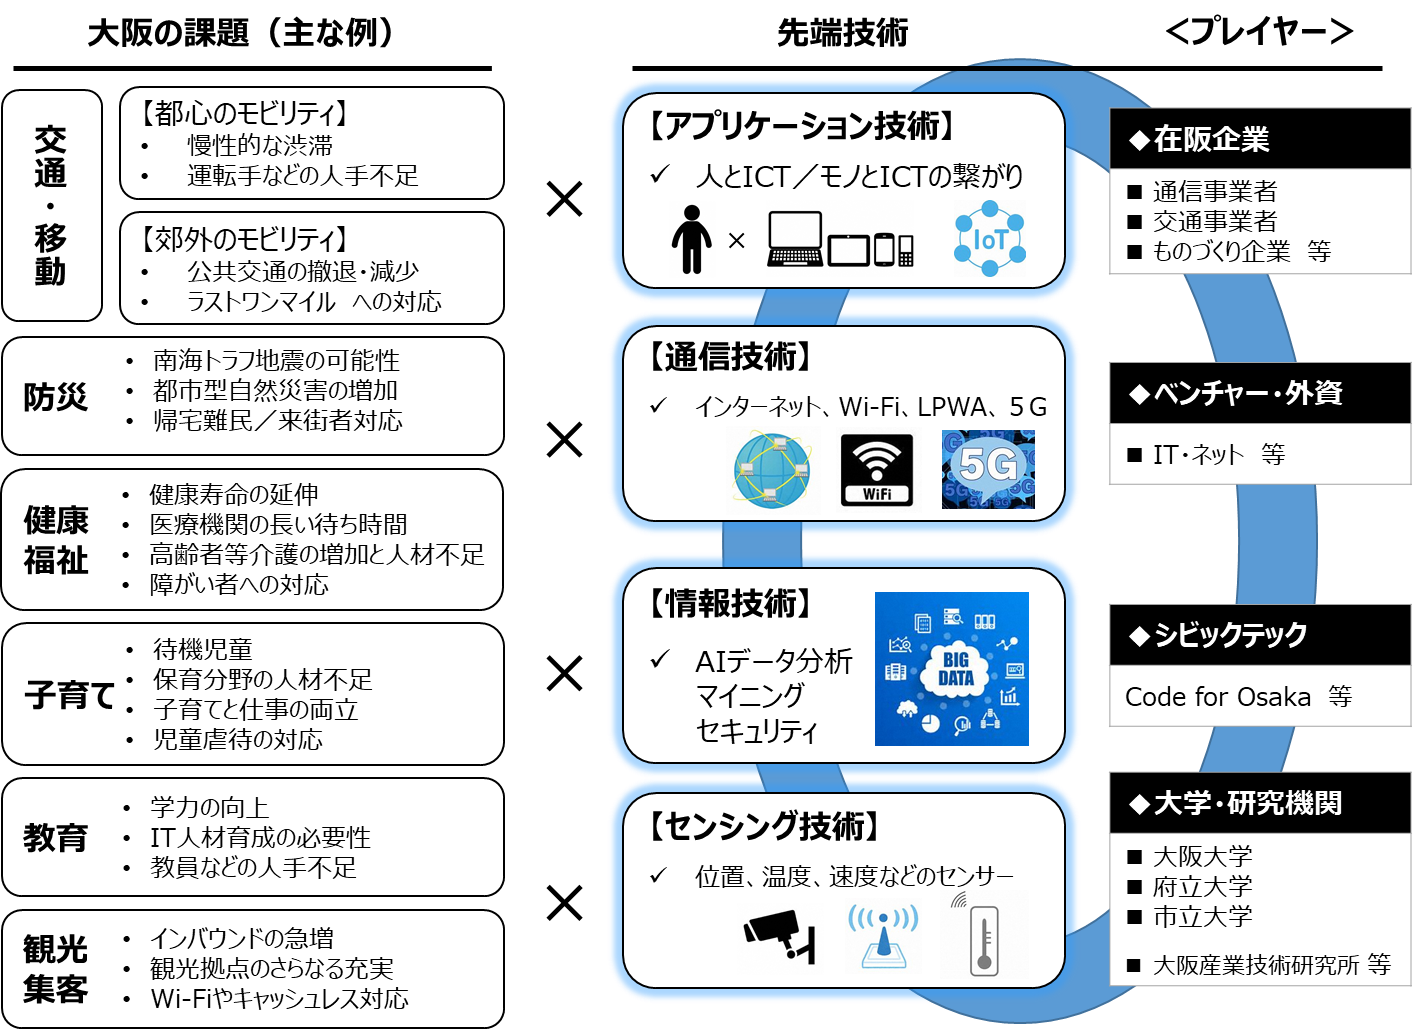 大阪の課題（主な例）
交通・移動
【都心のモビリティ】
• 慢性的な渋滞
• 運転手などの人手不足
【郊外のモビリティ】
• 公共交通の撤退・減少
• ラストワンマイル への対応
防災
• 南海トラフ地震の可能性
• 都市型自然災害の増加
• 帰宅難民／来街者対応
健康
福祉
• 健康寿命の延伸
• 医療機関の長い待ち時間
• 高齢者等介護の増加と人材不足
• 障がい者への対応
子育て
• 待機児童
• 保育分野の人材不足
• 子育てと仕事の両立
• 児童虐待の対応
教育
• 学力の向上
• IT人材育成の必要性
• 教員などの人手不足
観光
集客
• インバウンドの急増
• 観光拠点のさらなる充実
• Wi-Fiやキャッシュレス対応
×
×
×
×
先端技術
【アプリケーション技術】
✓ 人とICT／モノとICTの繋がり
×
IoT
【通信技術】
✓ インターネット、Wi-Fi、LPWA、５Ｇ
WiFi
5G
【情報技術】
✓ AIデータ分析
マイニング
セキュリティ
BIG
DATA
【センシング技術】
✓ 位置、温度、速度などのセンサー
＜プレイヤー＞
◆在阪企業
■ 通信事業者
■ 交通事業者
■ ものづくり企業 等
◆ベンチャー・外資
■ IT・ネット 等
◆シビックテック
Code for Osaka 等
◆大学・研究機関
■ 大阪大学
■ 府立大学
■ 市立大学
■ 大阪産業技術研究所 等